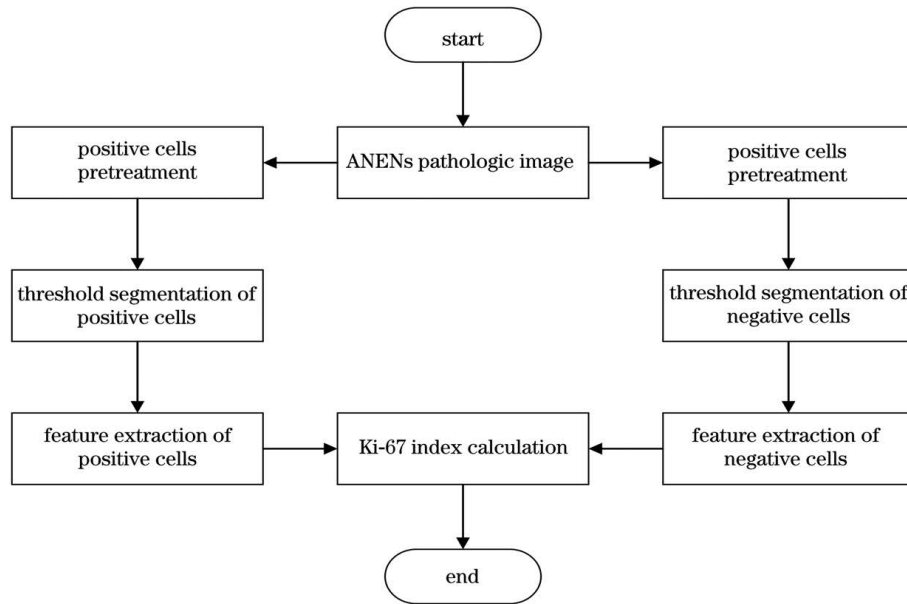 start
positive cells
pretreatment
ANENs pathologic image
positive cells
pretreatment
threshold segmentation of
positive cells
threshold segmentation of
negative cells
feature extraction of
positive cells
Ki-67 index calculation
feature extraction of
negative cells
end